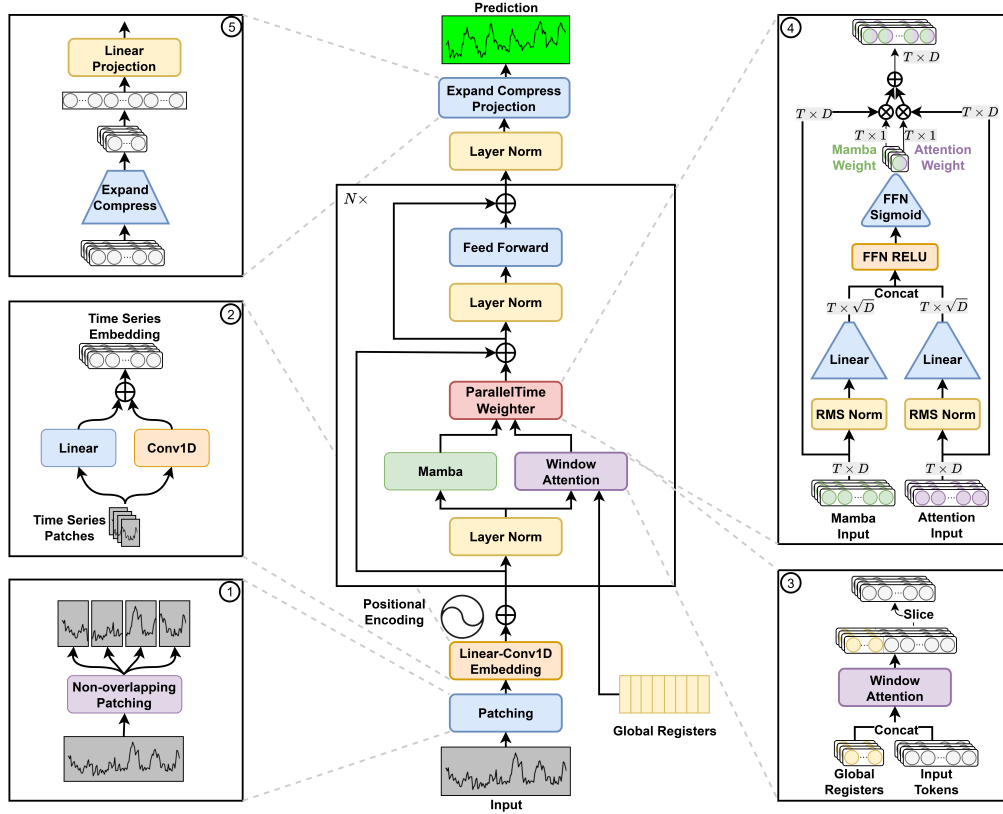 5
Linear
Projection
Expand
Compress
2
Time Series
Embedding
Linear
Conv1D
Time Series
Patches
1
Non-overlapping
Patching
Prediction
Expand Compress
Projection
Layer Norm
N×
Feed Forward
Layer Norm
ParallelTime
Weighter
Mamba
Window
Attention
Layer Norm
Positional
Encoding
Linear-Conv1D
Embedding
Patching
Global Registers
Input
4
T × D
T × D
T × D
T × 1
T × 1
Mamba
Weight
Attention
Weight
FFN
Sigmoid
FFN RELU
Concat
T × √D
T × √D
Linear
Linear
RMS Norm
RMS Norm
T × D
T × D
Mamba
Input
Attention
Input
3
Slice
Window
Attention
Concat
Global
Registers
Input
Tokens